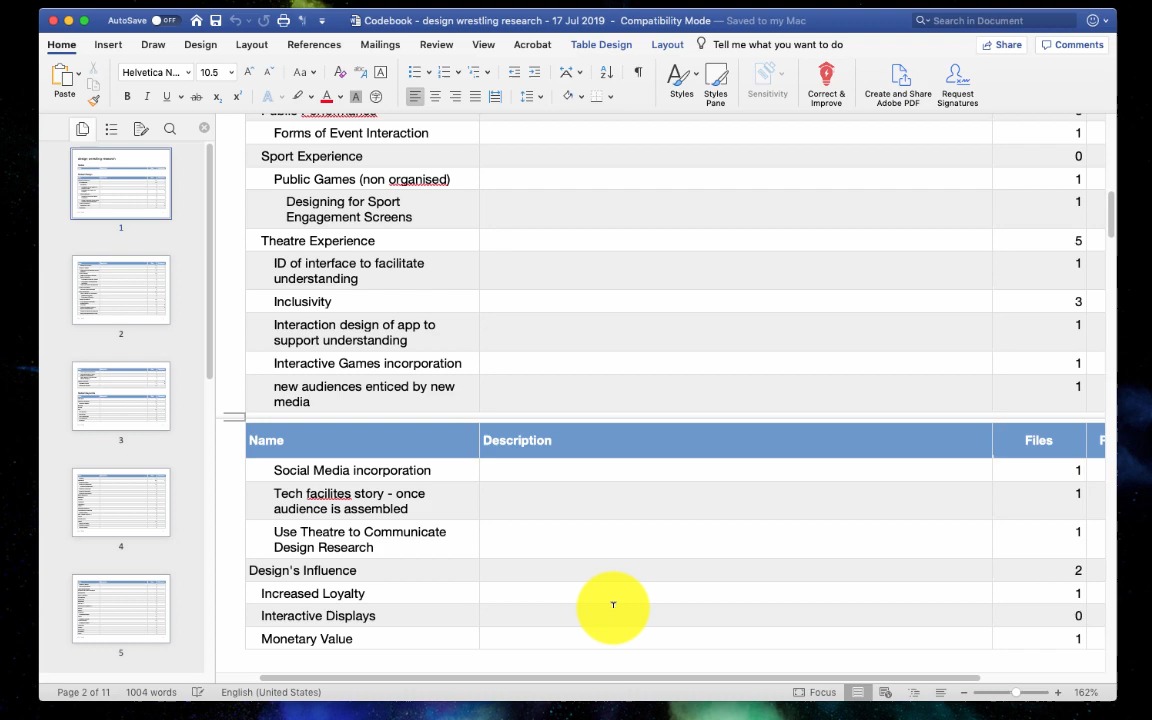 AutoSave OFF Codebook - design wrestling research - 17 Jul 2019 - Compatibility Mode — Saved to my Mac Search in Document
Home Insert Draw Design Layout References Mailings Review View Acrobat Table Design Layout Tell me what you want to do Share Comments
Helvetica N... 10.5
Paste Styles Styles Pane Sensitivity Correct & Improve Create and Share Adobe PDF Request Signatures
Forms of Event Interaction 1
Sport Experience 0
Public Games (non organised) 1
Designing for Sport 1
Engagement Screens
Theatre Experience 5
ID of interface to facilitate 1
understanding
Inclusivity 3
Interaction design of app to 1
support understanding
Interactive Games incorporation 1
new audiences enticed by new 1
media
Name Description Files
Social Media incorporation 1
Tech facilites story - once 1
audience is assembled
Use Theatre to Communicate 1
Design Research
Design's Influence 2
Increased Loyalty 1
Interactive Displays 0
Monetary Value 1
1
2
3
4
5
Page 2 of 11 1004 words English (United States) Focus 162%